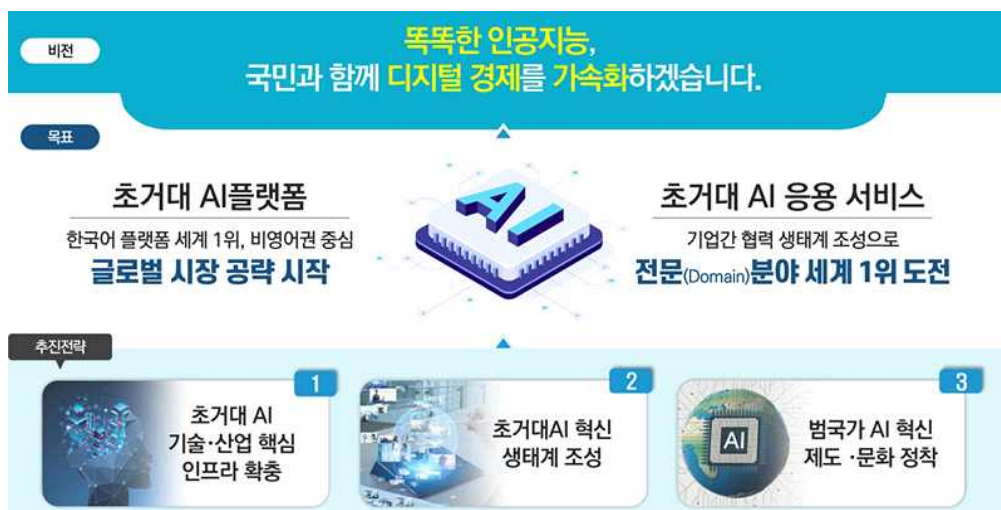 비전
똑똑한 인공지능,
국민과 함께 디지털 경제를 가속화하겠습니다.
목표
초거대 AI플랫폼
한국어 플랫폼 세계 1위, 비영어권 중심
글로벌 시장 공략 시작
AI
초거대 AI 응용 서비스
기업간 협력 생태계 조성으로
전문(Domain)분야 세계 1위 도전
추진전략
1
초거대 AI
기술·산업 핵심
인프라 확충
2
초거대AI 혁신
생태계 조성
3
AI
범국가 AI 혁신
제도 ·문화 정착